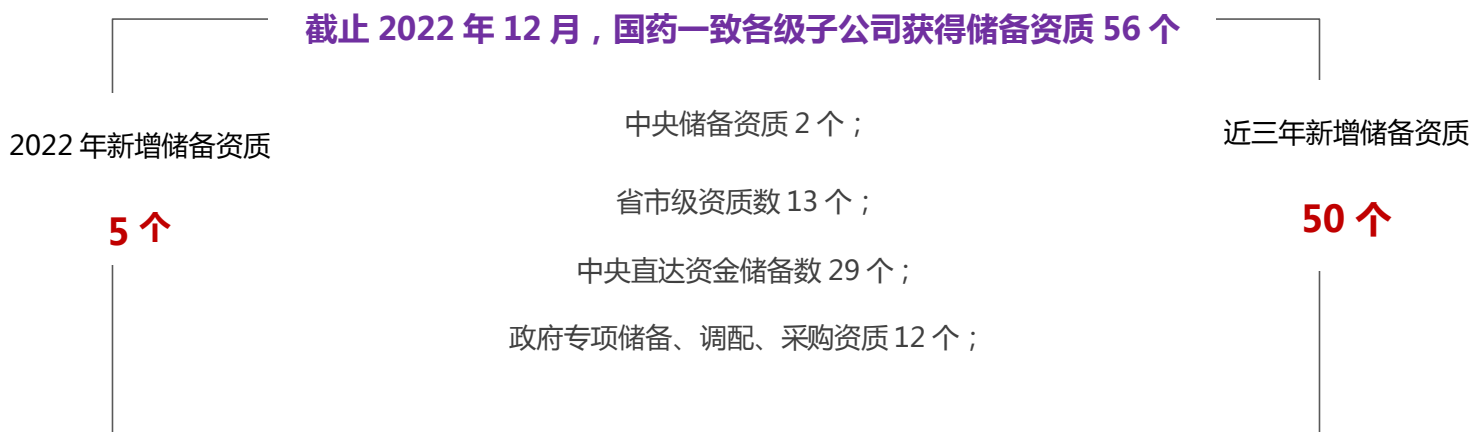 截止 2022 年 12 月，国药一致各级子公司获得储备资质 56 个
2022 年新增储备资质
5 个
中央储备资质 2 个；
省市级资质数 13 个；
中央直达资金储备数 29 个；
政府专项储备、调配、采购资质 12 个；
近三年新增储备资质
50 个